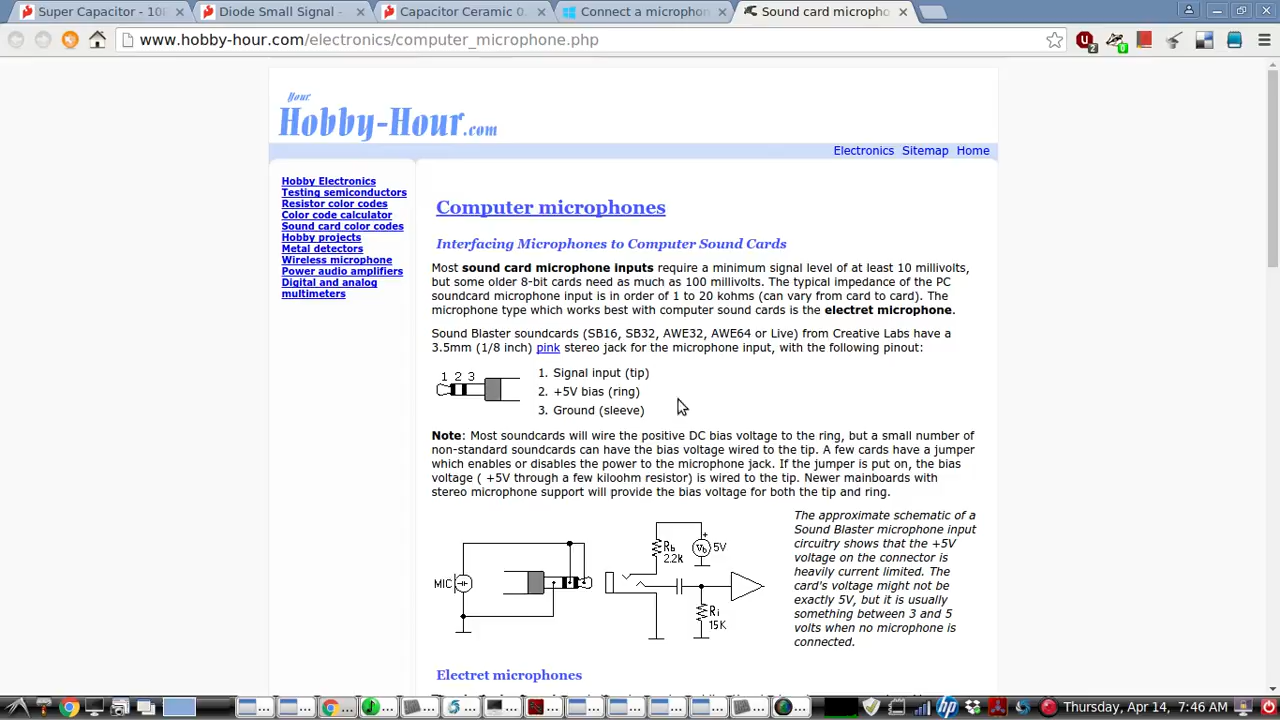 Super Capacitor - 10
Diode Small Signal -
Capacitor Ceramic 0.
Connect a microphon
Sound card micropho
www.hobby-hour.com/electronics/computer_microphone.php
Your
Hobby-Hour.com
Electronics Sitemap Home
Hobby Electronics
Testing semiconductors
Resistor color codes
Color code calculator
Sound card color codes
Hobby projects
Metal detectors
Wireless microphone
Power audio amplifiers
Digital and analog
multimeters
Computer microphones
Interfacing Microphones to Computer Sound Cards
Most sound card microphone inputs require a minimum signal level of at least 10 millivolts,
but some older 8-bit cards need as much as 100 millivolts. The typical impedance of the PC
soundcard microphone input is in order of 1 to 20 kohms (can vary from card to card). The
microphone type which works best with computer sound cards is the electret microphone.
Sound Blaster soundcards (SB16, SB32, AWE32, AWE64 or Live) from Creative Labs have a
3.5mm (1/8 inch) pink stereo jack for the microphone input, with the following pinout:
1 2 3
1. Signal input (tip)
2. +5V bias (ring)
3. Ground (sleeve)
Note: Most soundcards will wire the positive DC bias voltage to the ring, but a small number of
non-standard soundcards can have the bias voltage wired to the tip. A few cards have a jumper
which enables or disables the power to the microphone jack. If the jumper is put on, the bias
voltage ( +5V through a few kiloohm resistor) is wired to the tip. Newer mainboards with
stereo microphone support will provide the bias voltage for both the tip and ring.
MIC
Rb
2.2K
+
Vb
5V
Ri
15K
The approximate schematic of a
Sound Blaster microphone input
circuitry shows that the +5V
voltage on the connector is
heavily current limited. The
card's voltage might not be
exactly 5V, but it is usually
something between 3 and 5
volts when no microphone is
connected.
Electret microphones
Thursday, Apr 14, 7:46 AM